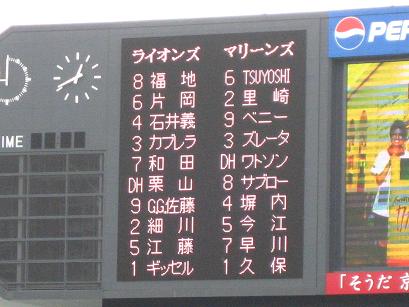 ライオンズ マリーンズ
8 福地 6 TSUYOSHI
6 片岡 2 里崎
4 石井義 9 ベニー
3 カブレラ 3 ズレータ
7 和田 DH ワトソン
DH 栗山 8 サブロー
9 G.G.佐藤 4 堀内
2 細川 5 今江
5 江藤 7 早川
1 ギッセル 1 久保
TIME
PEP
「そうだ 京